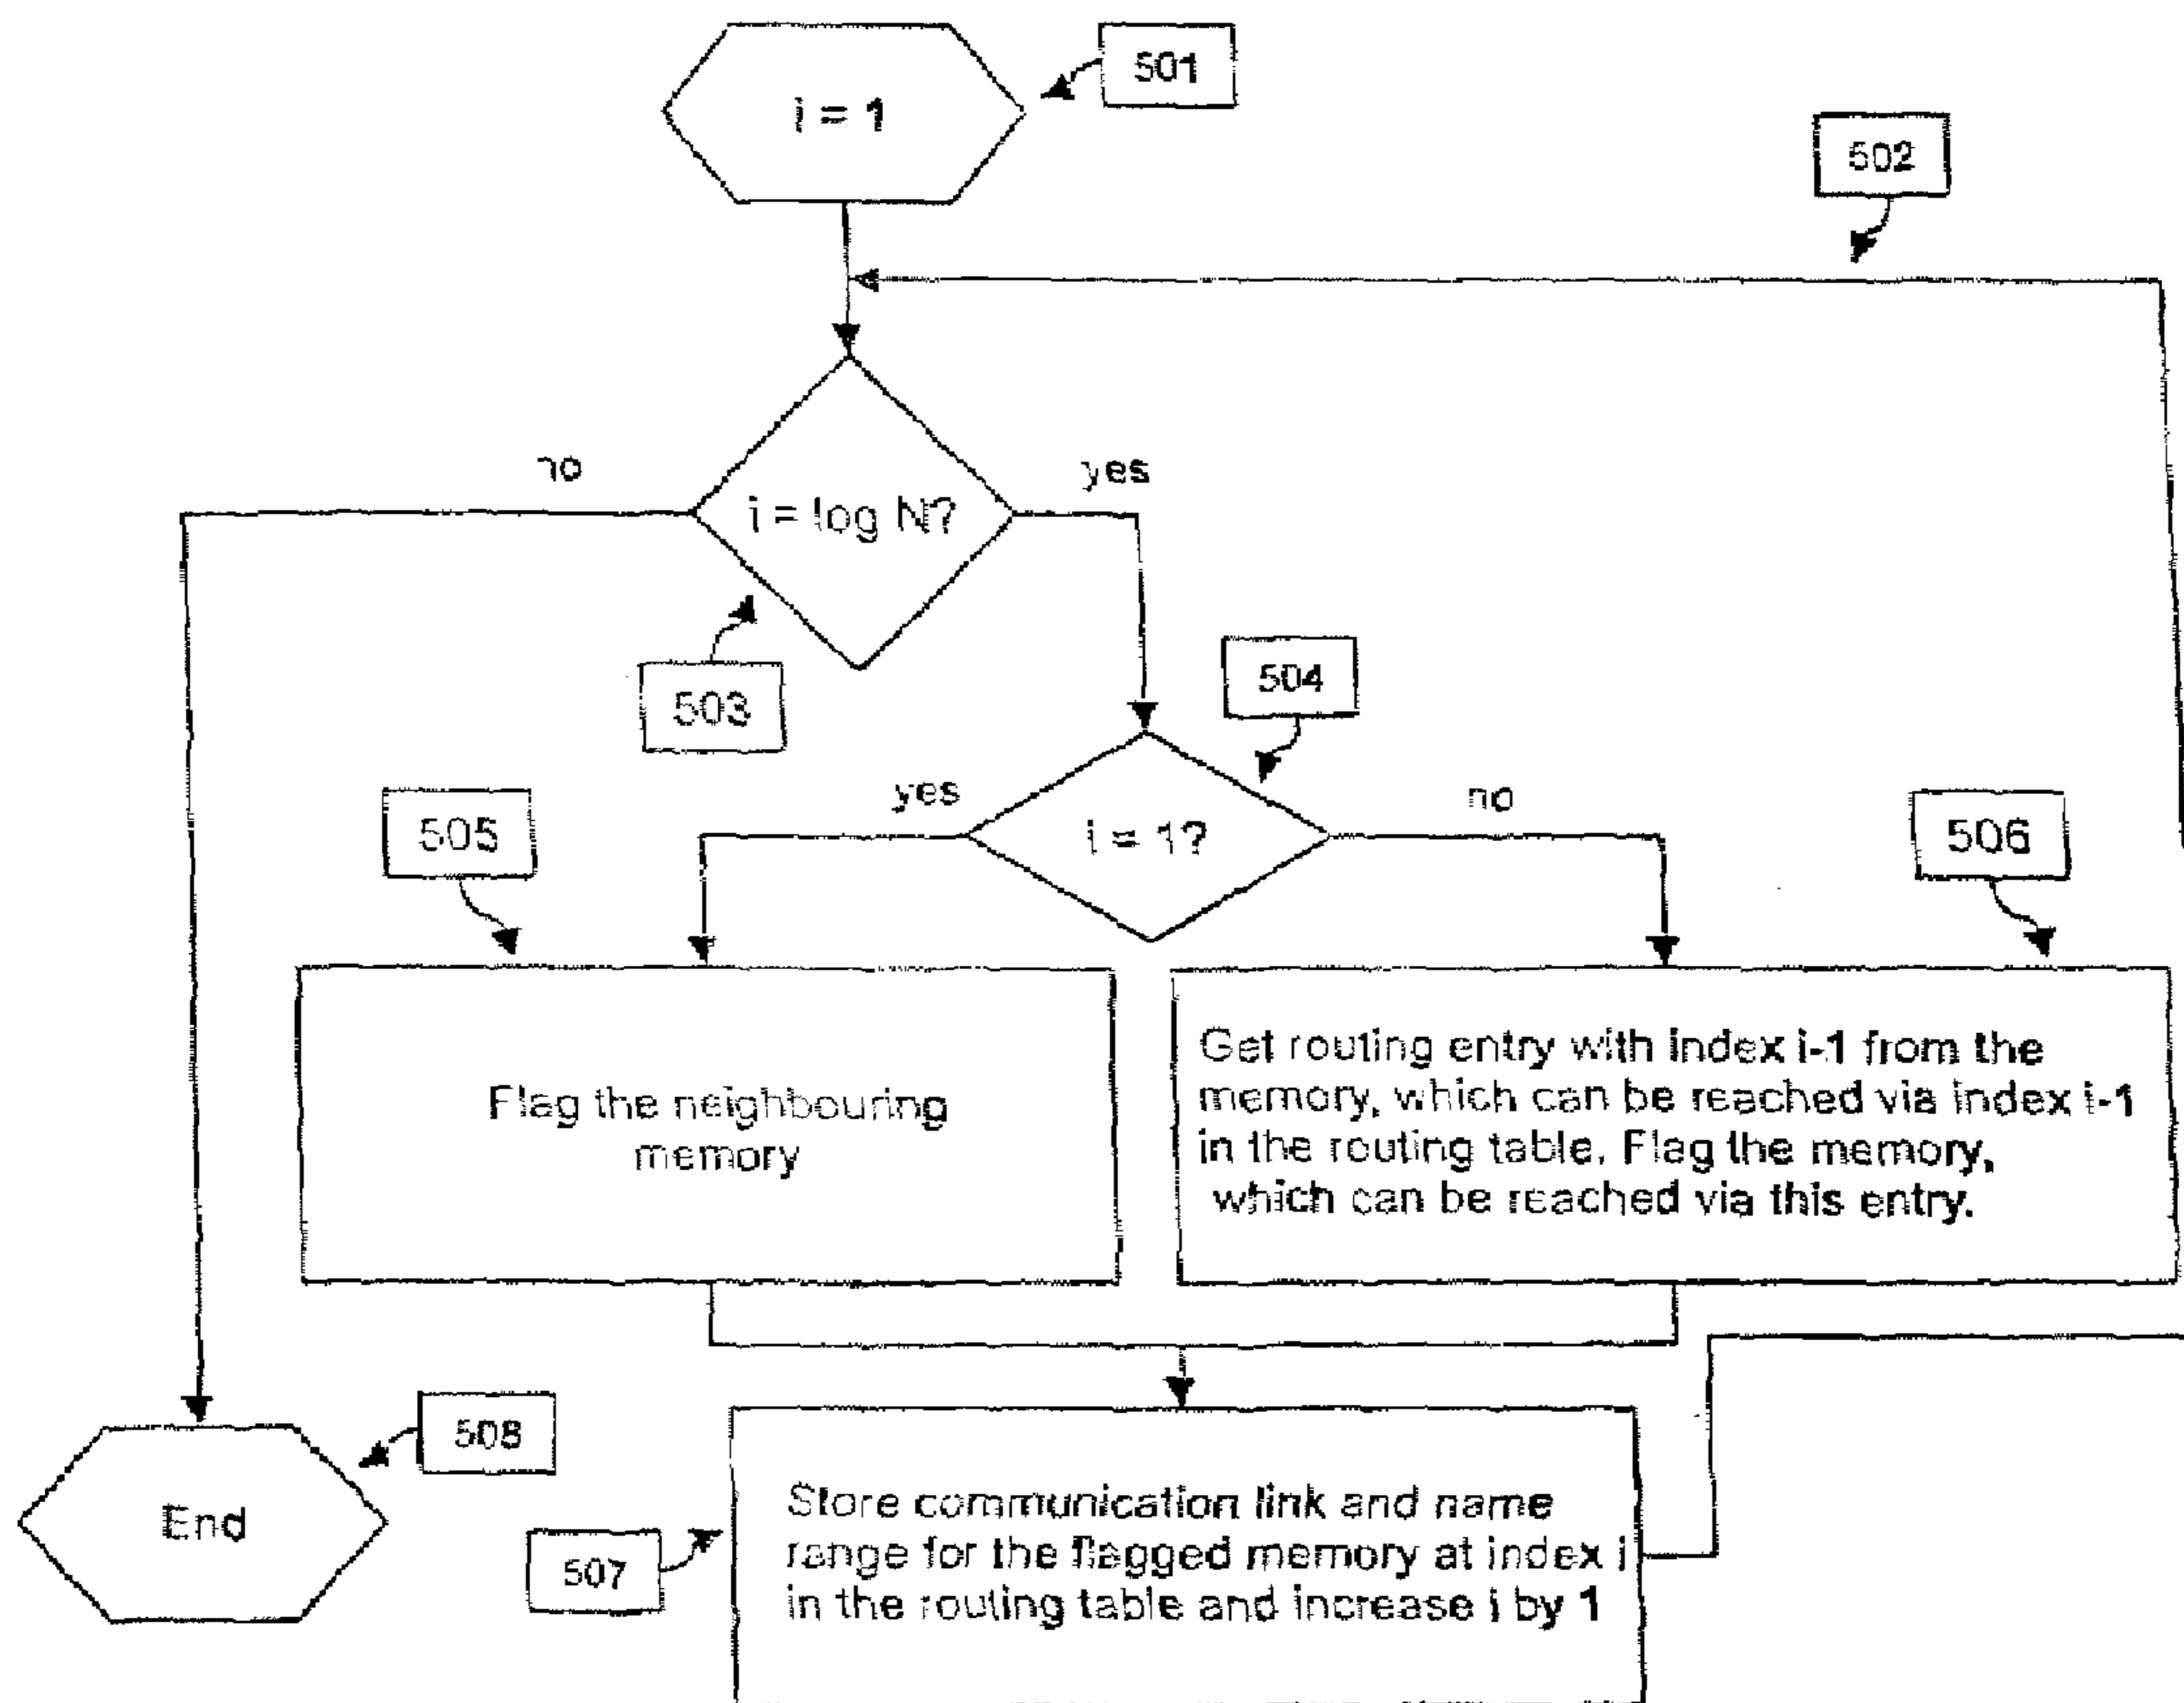 501
i = 1
502
no
yes
i = log N?
503
504
yes
no
i = 1?
505
506
Flag the neighbouring
memory
Get routing entry with index i-1 from the
memory, which can be reached via index i-1
in the routing table. Flag the memory,
which can be reached via this entry.
508
End
507
Store communication link and name
range for the flagged memory at index i
in the routing table and increase i by 1